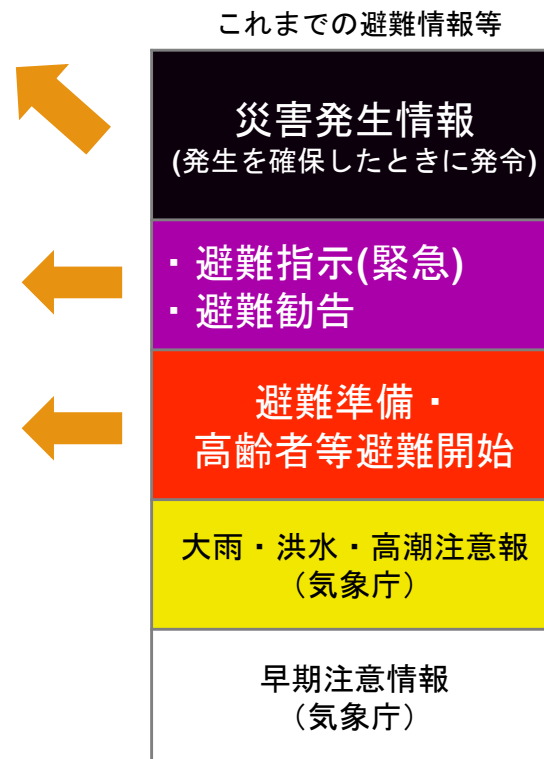 これまでの避難情報等
災害発生情報
(発生を確保したときに発令)
・避難指示(緊急)
・避難勧告
避難準備・
高齢者等避難開始
大雨・洪水・高潮注意報
（気象庁）
早期注意情報
（気象庁）